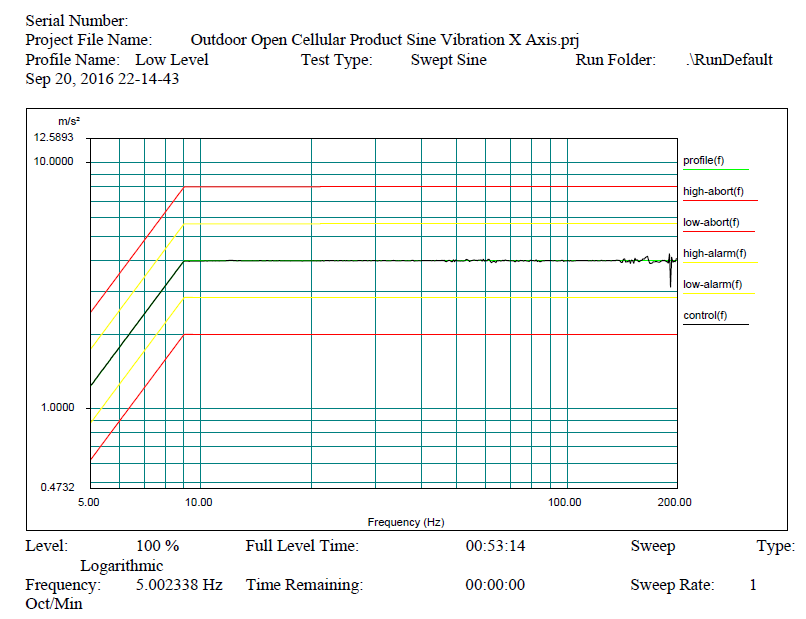 Serial Number:
Project File Name: Outdoor Open Cellular Product Sine Vibration X Axis.prj
Profile Name: Low Level Test Type: Swept Sine Run Folder: .\RunDefault
Sep 20, 2016 22-14-43
m/s²
12.5893
10.0000
profile(f)
high-abort(f)
low-abort(f)
high-alarm(f)
low-alarm(f)
control(f)
1.0000
0.4732
5.00 10.00 100.00 200.00
Frequency (Hz)
Level: 100 % Full Level Time: 00:53:14 Sweep Type:
Logarithmic
Frequency: 5.002338 Hz Time Remaining: 00:00:00 Sweep Rate: 1
Oct/Min